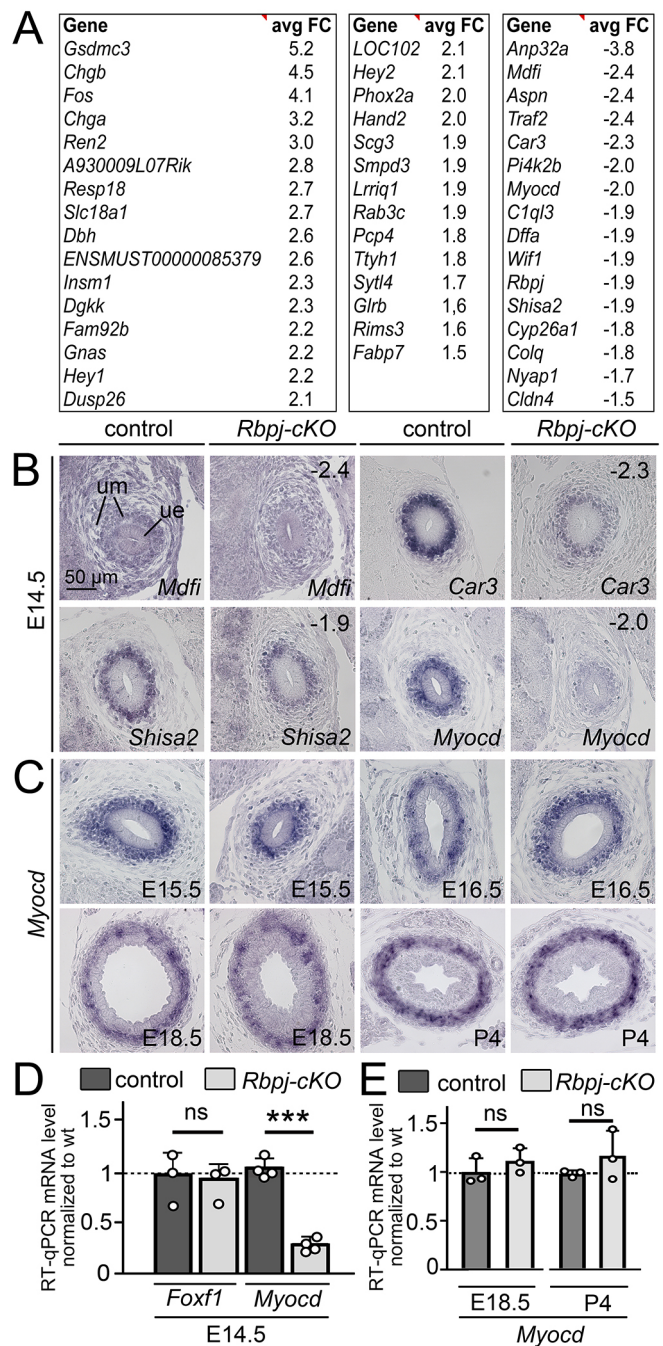 A
Gene avg FC
Gsdmc3 5.2
Chgb 4.5
Fos 4.1
Chga 3.2
Ren2 3.0
A930009L07Rik 2.8
Resp18 2.7
Slc18a1 2.7
Dbh 2.6
ENSMUST00000085379 2.6
Insm1 2.3
Dgkk 2.3
Fam92b 2.2
Gnas 2.2
Hey1 2.2
Dusp26 2.1
Gene avg FC
LOC102 2.1
Hey2 2.1
Phox2a 2.0
Hand2 2.0
Scg3 1.9
Smpd3 1.9
Lrriq1 1.9
Rab3c 1.9
Pcp4 1.8
Ttyh1 1.8
Sytl4 1.7
Glrb 1,6
Rims3 1.6
Fabp7 1.5
Gene avg FC
Anp32a -3.8
Mdfi -2.4
Aspn -2.4
Traf2 -2.4
Car3 -2.3
Pi4k2b -2.0
Myocd -2.0
C1ql3 -1.9
Dffa -1.9
Wif1 -1.9
Rbpj -1.9
Shisa2 -1.9
Cyp26a1 -1.8
Colq -1.8
Nyap1 -1.7
Cldn4 -1.5
control Rbpj-cKO control Rbpj-cKO
B
E14.5
um ue
50 µm
Mdfi
-2.4
Mdfi
Car3
-2.3
Car3
Shisa2
-1.9
Shisa2
Myocd
-2.0
Myocd
C
Myocd
E15.5 E15.5 E16.5 E16.5
E18.5 E18.5 P4 P4
D
control Rbpj-cKO
RT-qPCR mRNA level
normalized to wt
1.5
1
0.5
0
ns ***
Foxf1 Myocd
E14.5
E
control Rbpj-cKO
RT-qPCR mRNA level
normalized to wt
1.5
1
0.5
0
ns ns
E18.5 P4
Myocd